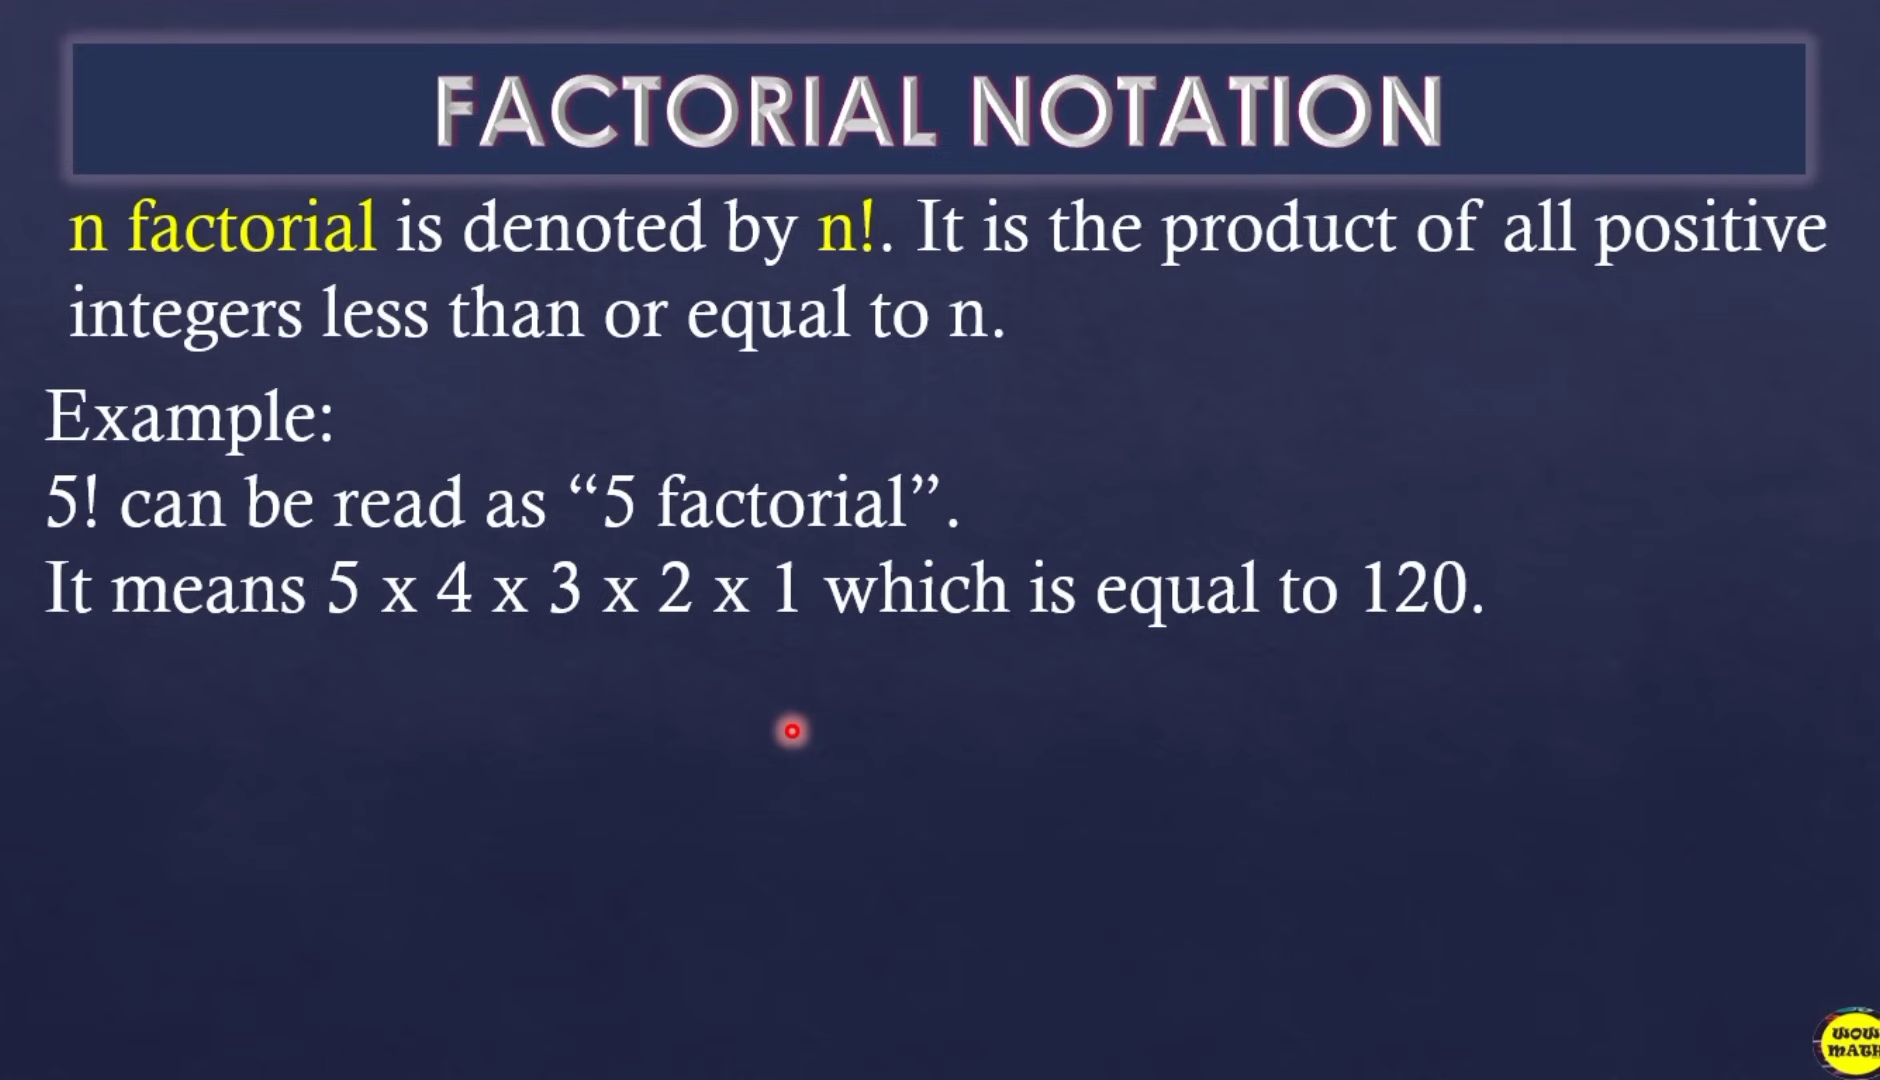 FACTORIAL NOTATION
n factorial is denoted by n!. It is the product of all positive
integers less than or equal to n.
Example:
5! can be read as “5 factorial”.
It means 5 x 4 x 3 x 2 x 1 which is equal to 120.
WOW
MATH